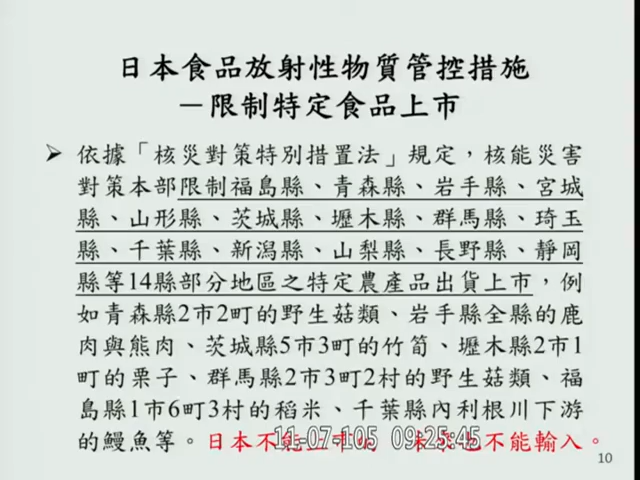 日本食品放射性物質管控措施
－限制特定食品上市
➢ 依據「核災對策特別措置法」規定，核能災害
對策本部限制福島縣、青森縣、岩手縣、宮城
縣、山形縣、茨城縣、壢木縣、群馬縣、琦玉
縣、千葉縣、新潟縣、山梨縣、長野縣、靜岡
縣等14縣部分地區之特定農產品出貨上市，例
如青森縣2市2町的野生菇類、岩手縣全縣的鹿
肉與熊肉、茨城縣5市3町的竹筍、壢木縣2市1
町的栗子、群馬縣2市3町2村的野生菇類、福
島縣1市6町3村的稻米、千葉縣內利根川下游
的鰻魚等。日本不能上市的 也不能輸入。
11-07-105 09:25:45
10